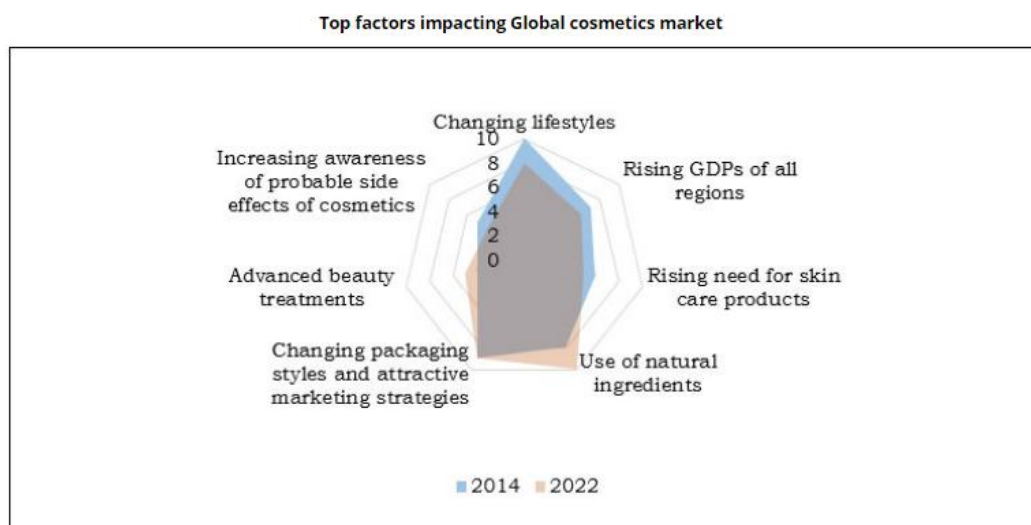 Top factors impacting Global cosmetics market
Changing lifestyles
10
8
6
4
2
0
Rising GDPs of all
regions
Rising need for skin
care products
Use of natural
ingredients
Changing packaging
styles and attractive
marketing strategies
Advanced beauty
treatments
Increasing awareness
of probable side
effects of cosmetics
2014
2022